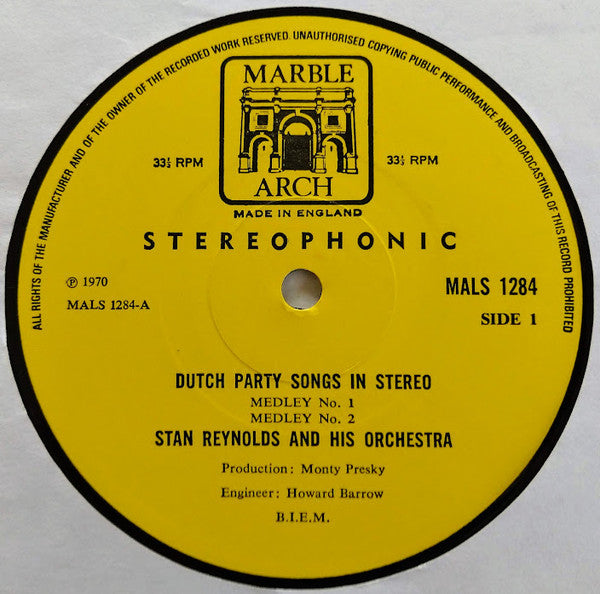 ALL RIGHTS OF THE MANUFACTURER AND OF THE OWNER OF THE RECORDED WORK RESERVED. UNAUTHORISED COPYING PUBLIC PERFORMANCE AND BROADCASTING OF THIS RECORD PROHIBITED
MARBLE
ARCH
33⅓ RPM
33⅓ RPM
MADE IN ENGLAND
STEREOPHONIC
℗ 1970
MALS 1284-A
MALS 1284
SIDE 1
DUTCH PARTY SONGS IN STEREO
MEDLEY No. 1
MEDLEY No. 2
STAN REYNOLDS AND HIS ORCHESTRA
Production: Monty Presky
Engineer: Howard Barrow
B.I.E.M.